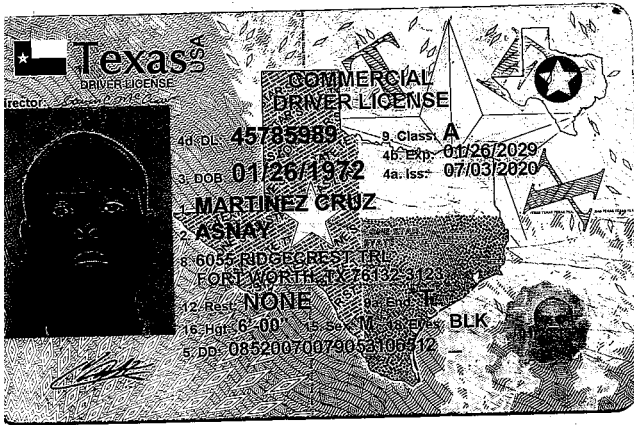 Texas USA
DRIVER LICENSE
COMMERCIAL
DRIVER LICENSE
Director:
4d. DL: 45785989
9. Class: A
3. DOB: 01/26/1972
4b. Exp: 01/26/2029
4a. Iss: 07/03/2020
1. MARTINEZ CRUZ
2. ASNAY
8. 6055 RIDGECREST TRL
FORT WORTH, TX 76132-3123
12. Rest: NONE
9a. End: T
16. Hgt: 6'-00"
15. Sex: M
18. Eyes: BLK
5. DD: